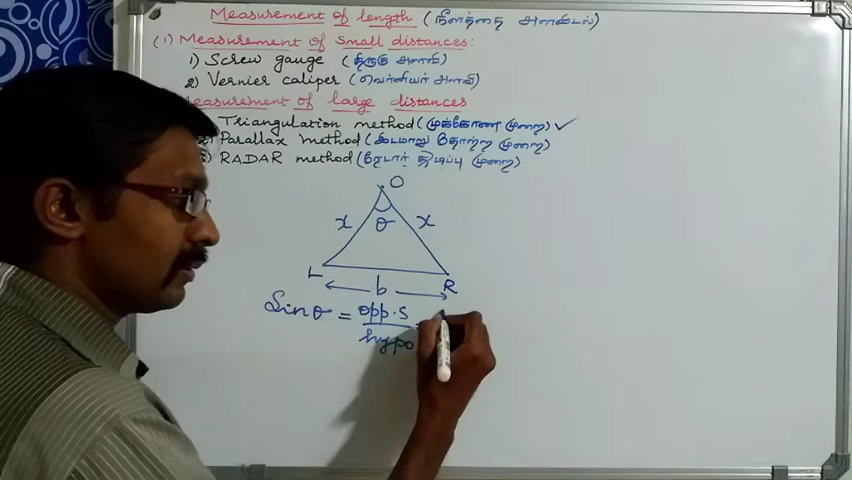 Measurement of length (நீளத்தை அளவிடல்)
(1) Measurement of Small distances:
1) Screw gauge (திருகு அளவி)
2) Vernier caliper (வெர்னியர் அளவி)
Measurement of large distances
Triangulation method (முக்கோண முறை) ✓
Parallax method (இடமாறு தோற்ற முறை)
3) RADAR method (ரேடார் துடிப்பு முறை)
O
x θ x
L b R
Sin θ = opp.s
hypo